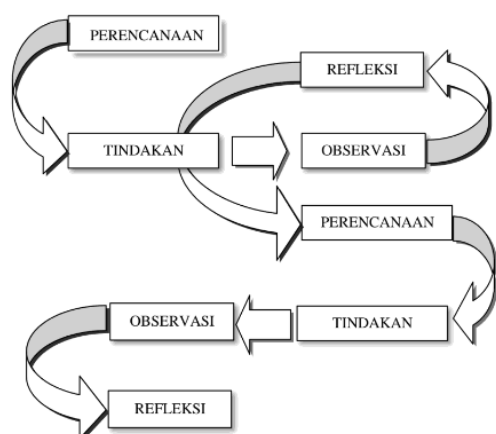 PERENCANAAN
REFLEKSI
TINDAKAN
OBSERVASI
PERENCANAAN
OBSERVASI
TINDAKAN
REFLEKSI